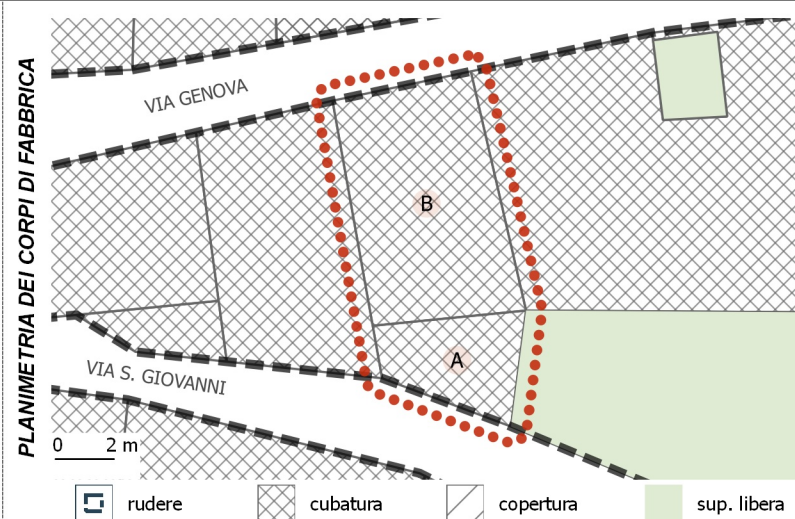 PLANIMETRIA DEI CORPI DI FABBRICA
VIA GENOVA
B
A
VIA S. GIOVANNI
0 2 m
rudere cubatura copertura sup. libera